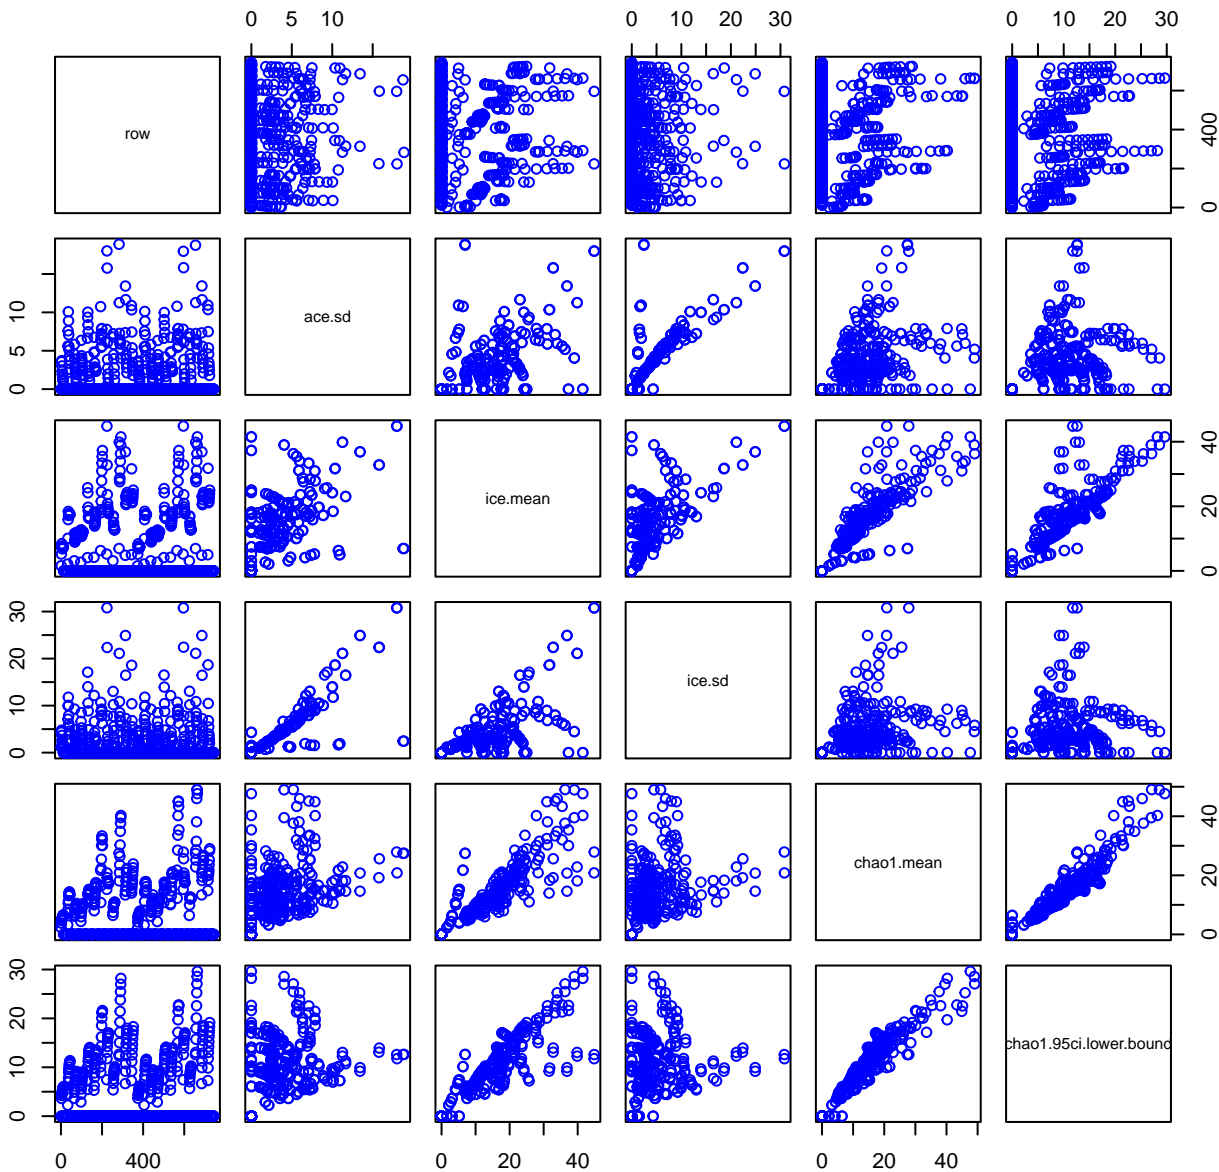 0 5 10 0 10 20 30 0 10 20 30
row
0 400
ace.sd
0 5 10
ice.mean
0 20 40
ice.sd
0 10 20 30
chao1.mean
0 20 40
chao1.95ci.lower.bound
0 10 20 30
0 400 0 20 40 0 20 40